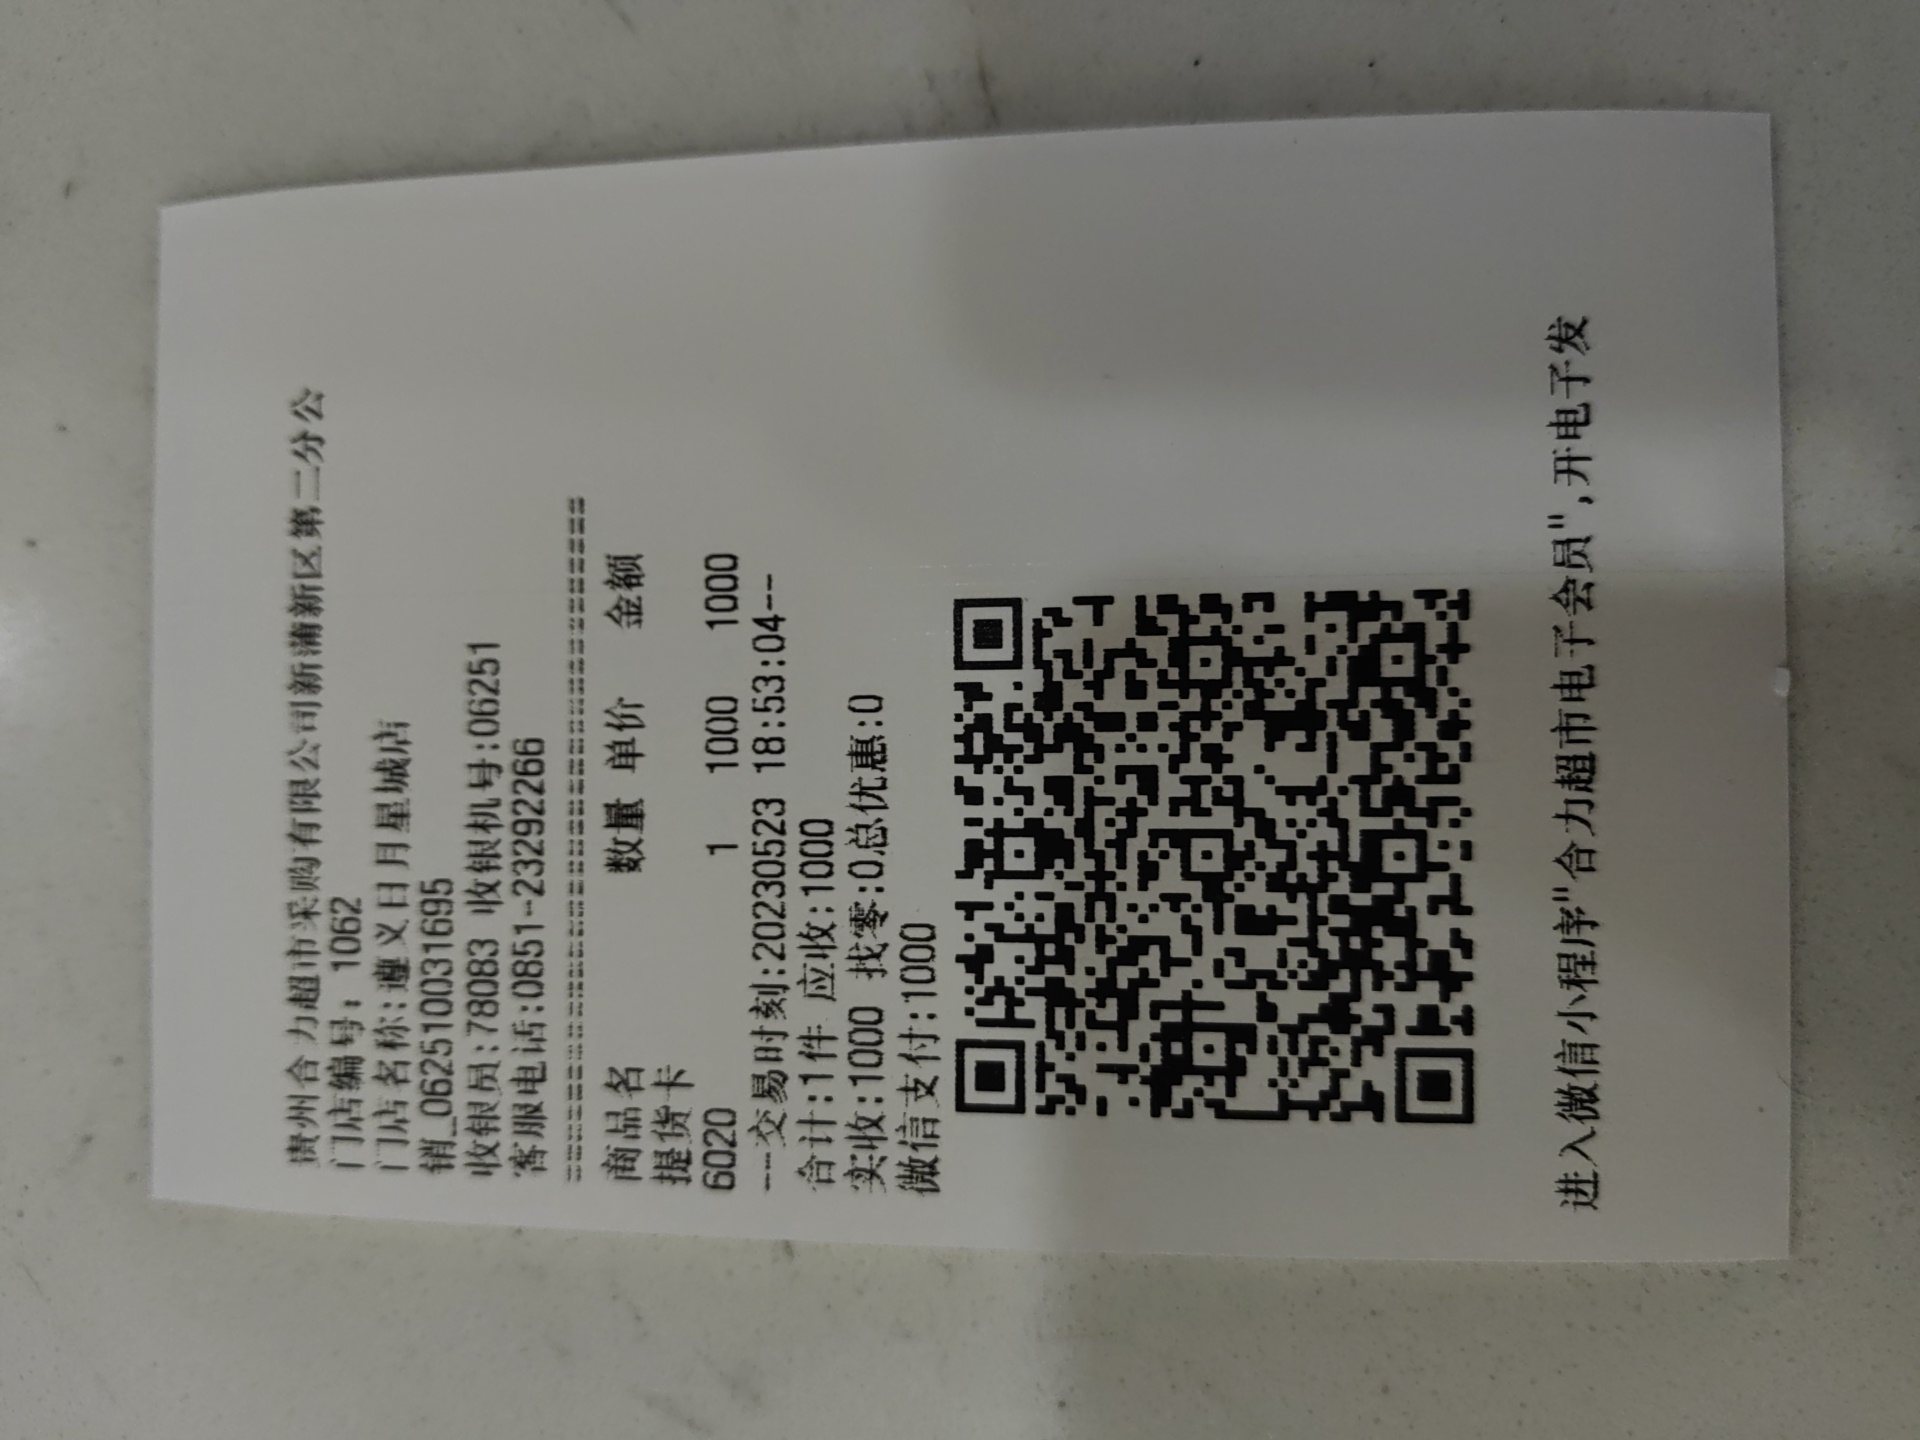 贵州合力超市采购有限公司新蒲新区第二分公
门店编号: 1062
门店名称:遵义日月星城店
销_0625100031695
收银员:78083 收银机号:06251
客服电话:0851-23292266
================================
商品名 数量 单价 金额
提货卡
6020 1 1000 1000
---交易时刻:20230523 18:53:04--
合计:1件 应收:1000
实收:1000 找零:0总优惠:0
微信支付:1000
进入微信小程序"合力超市电子会员",开电子发